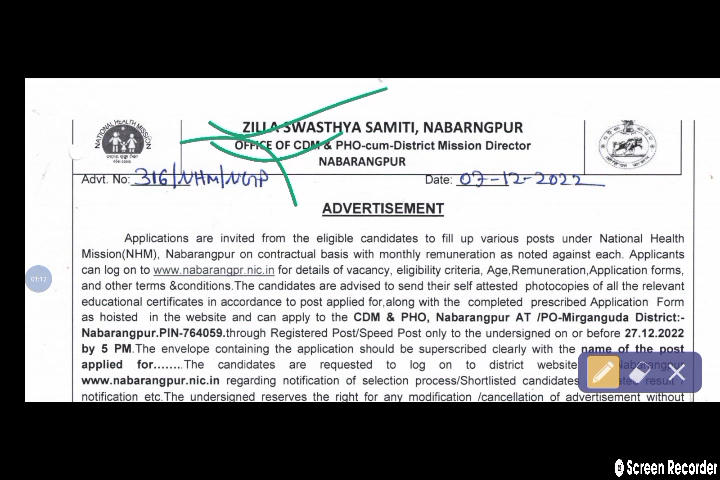 NATIONAL HEALTH MISSION
ZILLA SWASTHYA SAMITI, NABARNGPUR
OFFICE OF CDM & PHO-cum-District Mission Director
NABARANGPUR
Advt. No: 316/NHM/NGP Date: 07-12-2022
ADVERTISEMENT
Applications are invited from the eligible candidates to fill up various posts under National Health
Mission(NHM), Nabarangpur on contractual basis with monthly remuneration as noted against each. Applicants
can log on to www.nabarangpr.nic.in for details of vacancy, eligibility criteria, Age,Remuneration,Application forms,
and other terms &conditions.The candidates are advised to send their self attested photocopies of all the relevant
educational certificates in accordance to post applied for,along with the completed prescribed Application Form
as hoisted in the website and can apply to the CDM & PHO, Nabarangpur AT /PO-Mirganguda District:-
Nabarangpur.PIN-764059.through Registered Post/Speed Post only to the undersigned on or before 27.12.2022
by 5 PM.The envelope containing the application should be superscribed clearly with the name of the post
applied for.......The candidates are requested to log on to district website Nabarangpur
www.nabarangpur.nic.in regarding notification of selection process/Shortlisted candidates result /
notification etc.The undersigned reserves the right for any modification /cancellation of advertisement without
01:17
Screen Recorder